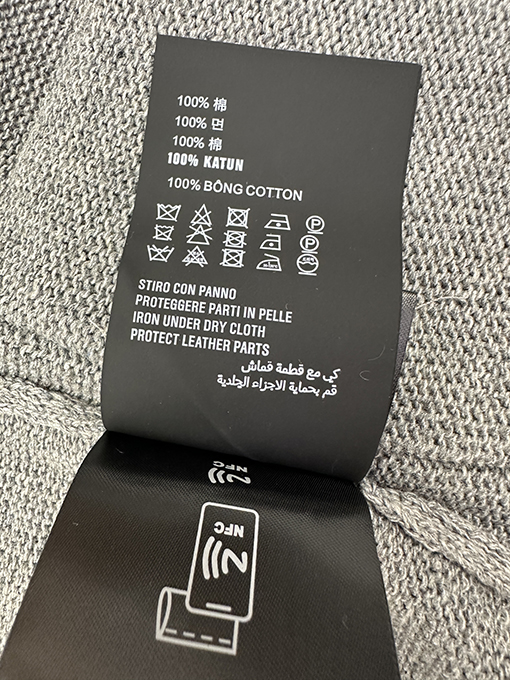 100% 棉
100% 면
100% 棉
100% KATUN
100% BÔNG COTTON
P
P
STIRO CON PANNO
PROTEGGERE PARTI IN PELLE
IRON UNDER DRY CLOTH
PROTECT LEATHER PARTS
كي مع قطعة قماش
قم بحماية الاجزاء الجلدية
NFC
NFC